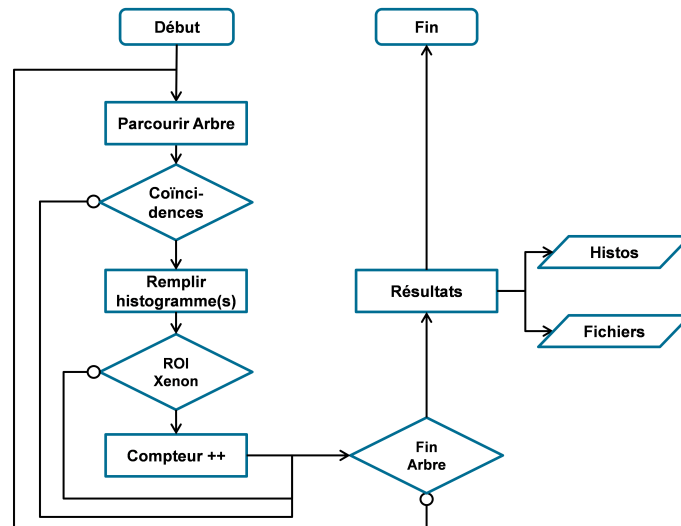 Début
Fin
Parcourir Arbre
Coïnci-
dences
Remplir
histogramme(s)
Résultats
Histos
Fichiers
ROI
Xenon
Compteur ++
Fin
Arbre